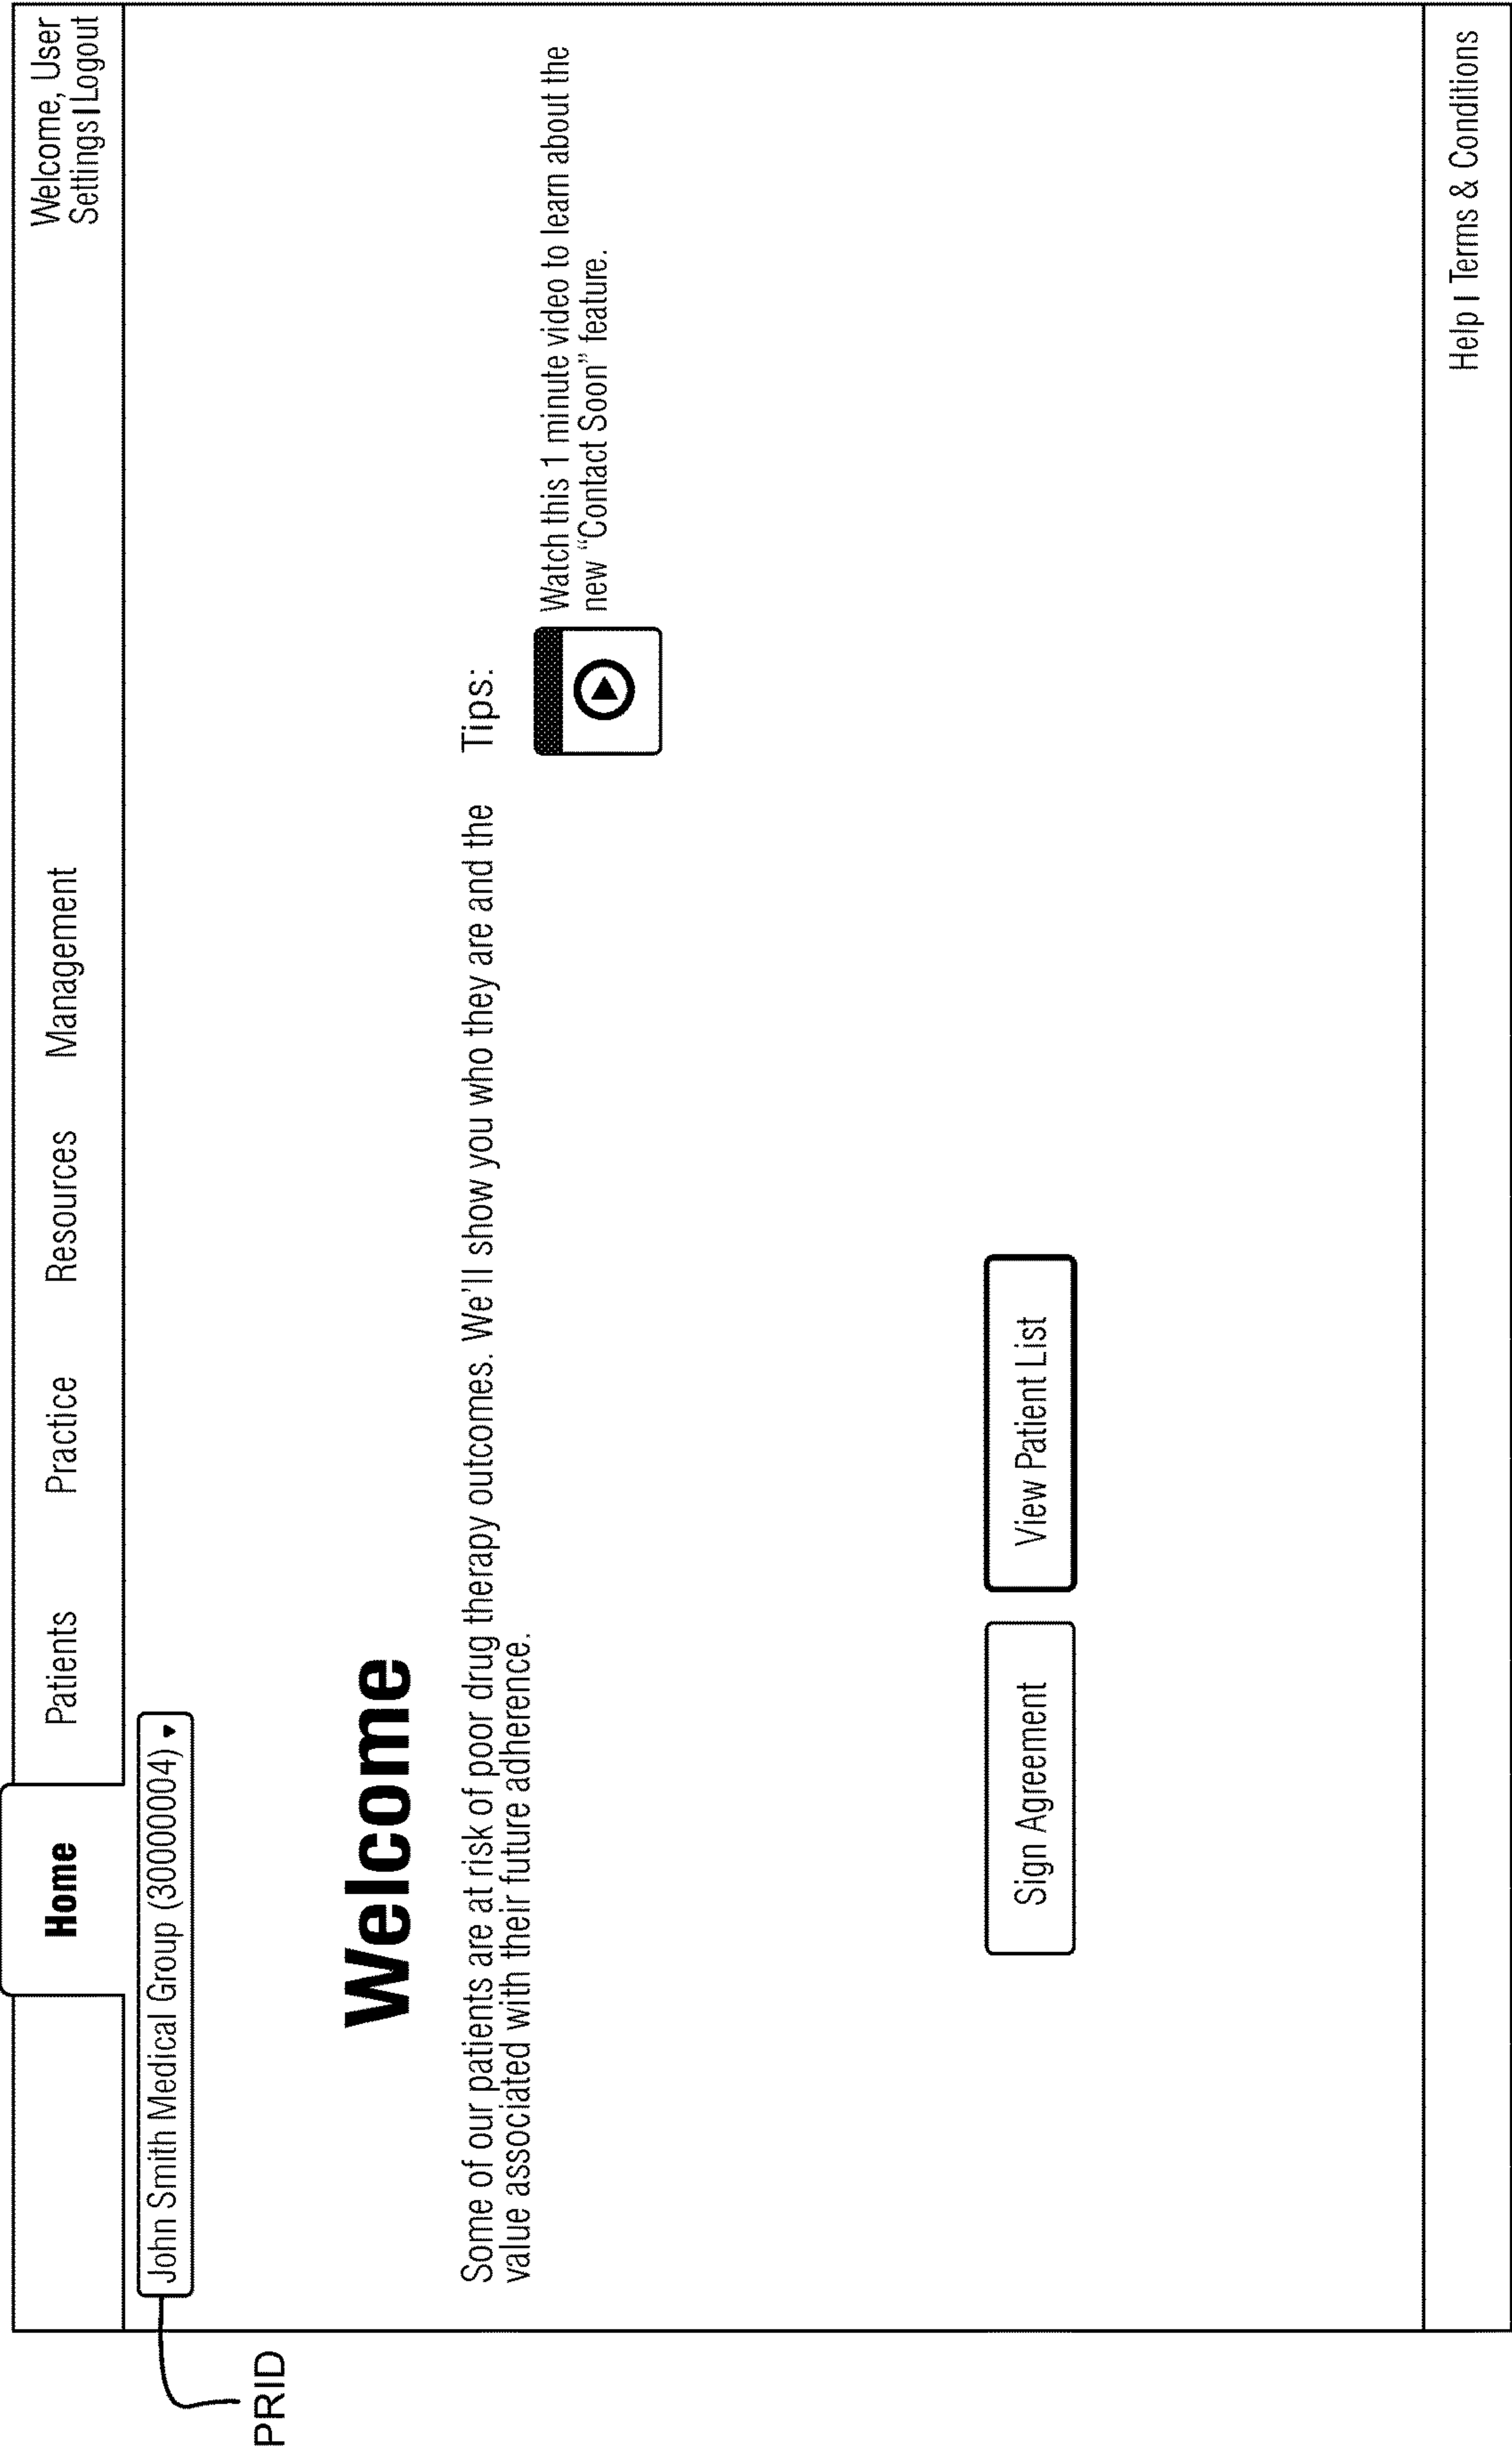 Home Patients Practice Resources Management
Welcome, User
Settings | Logout
John Smith Medical Group (30000004)
PRID
Welcome
Some of our patients are at risk of poor drug therapy outcomes. We'll show you who they are and the
value associated with their future adherence.
Tips:
Watch this 1 minute video to learn about the
new “Contact Soon” feature.
Sign Agreement View Patient List
Help | Terms & Conditions